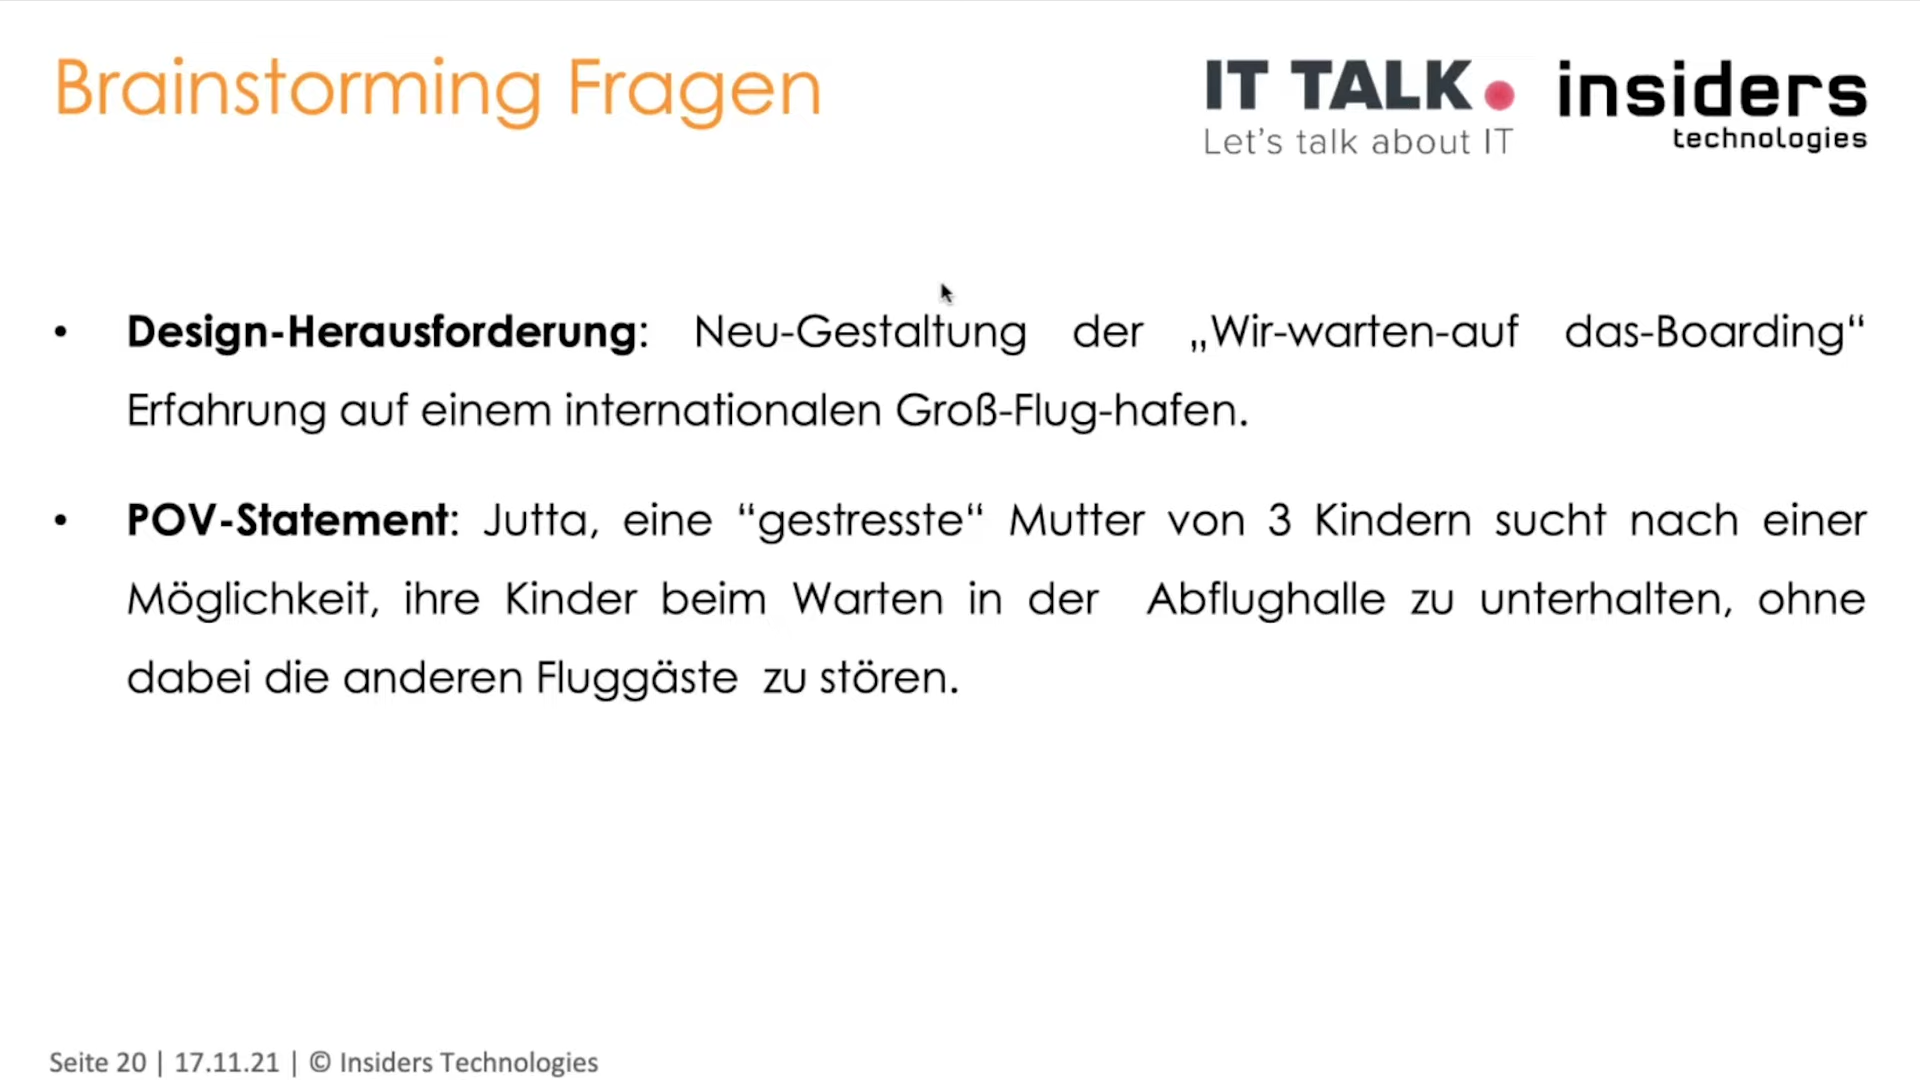 Brainstorming Fragen
IT TALK
Let's talk about IT
insiders
technologies
• Design-Herausforderung: Neu-Gestaltung der „Wir-warten-auf das-Boarding“
Erfahrung auf einem internationalen Groß-Flug-hafen.
• POV-Statement: Jutta, eine “gestresste“ Mutter von 3 Kindern sucht nach einer
Möglichkeit, ihre Kinder beim Warten in der Abflughalle zu unterhalten, ohne
dabei die anderen Fluggäste zu stören.
Seite 20 | 17.11.21 | © Insiders Technologies